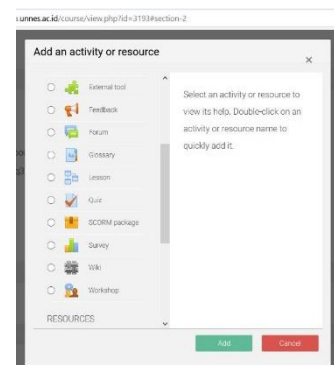 unnes.ac.id/course/view.php?id=3193#section-2
Add an activity or resource
×
External tool
Feedback
Forum
Glossary
Lesson
Quiz
SCORM package
Survey
Wiki
Workshop
RESOURCES
Select an activity or resource to
view its help. Double-click on an
activity or resource name to
quickly add it.
Add
Cancel